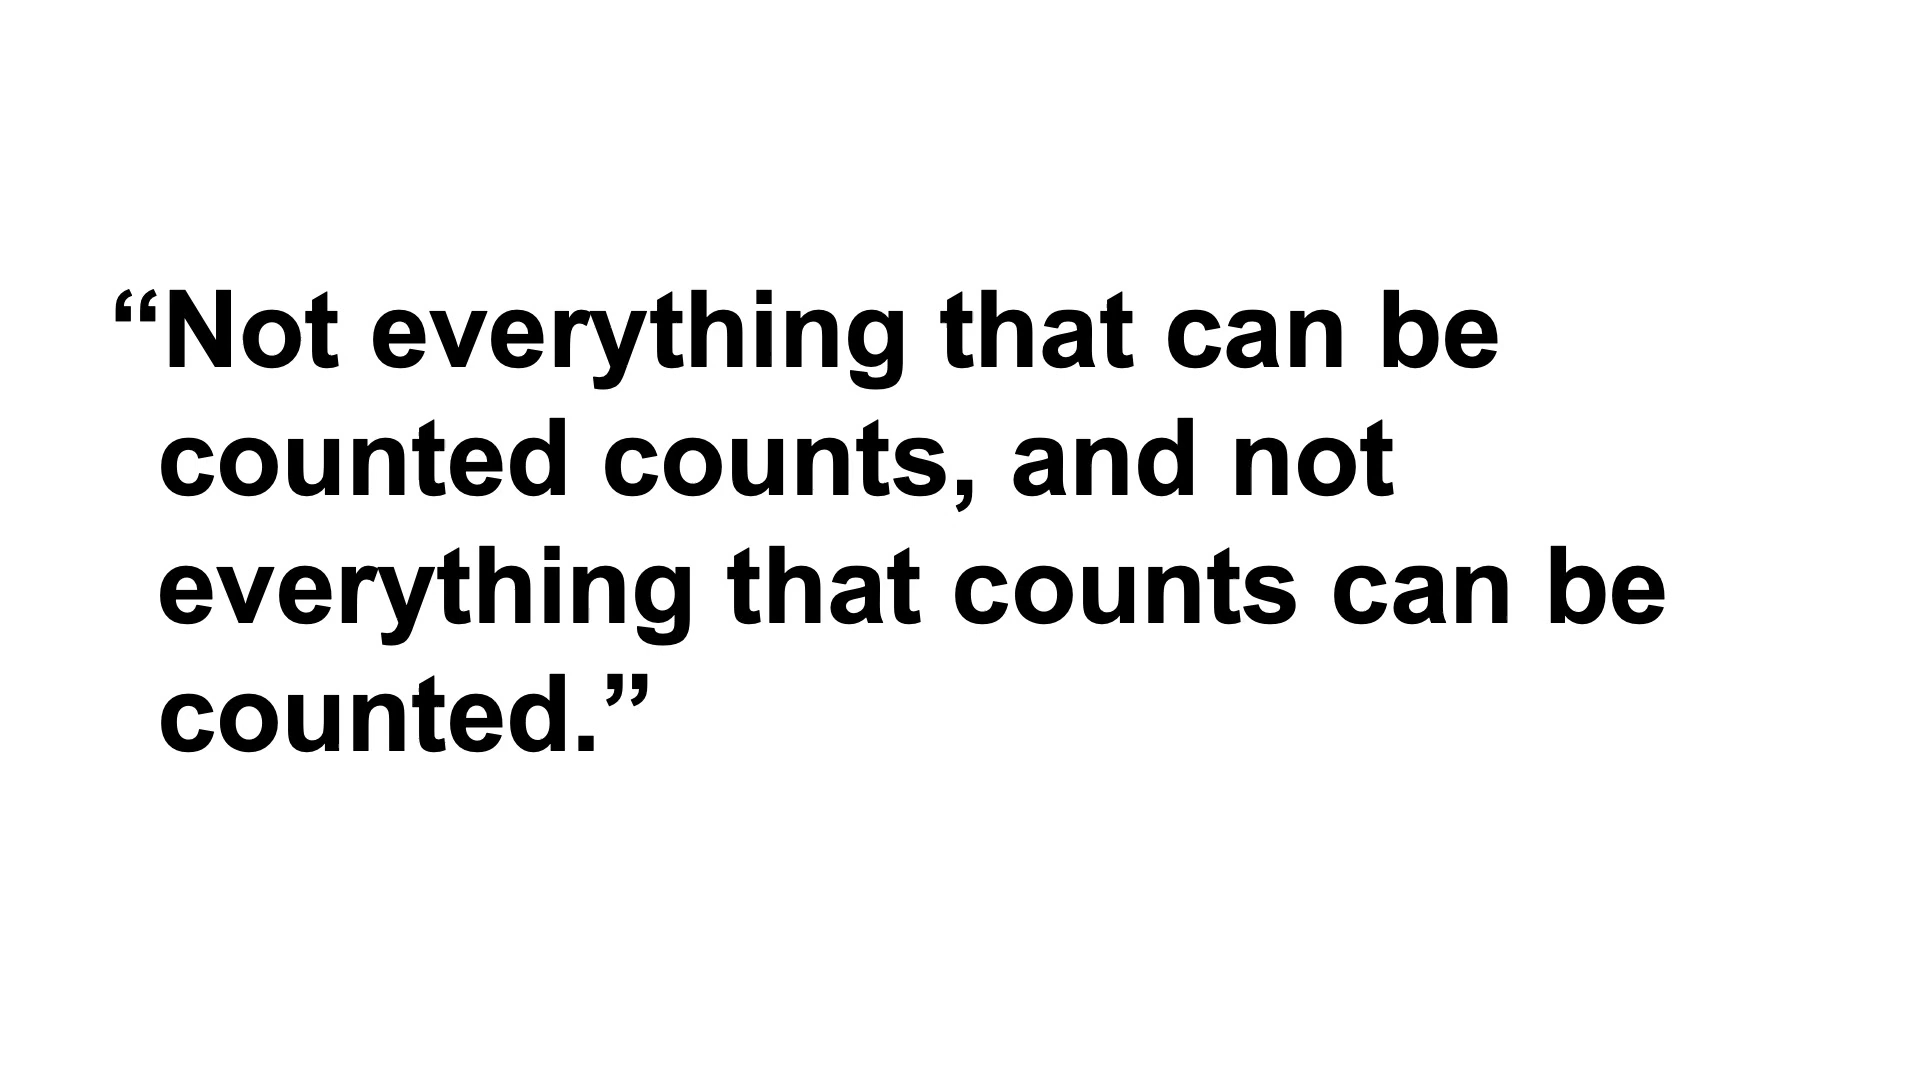 “Not everything that can be
counted counts, and not
everything that counts can be
counted.”